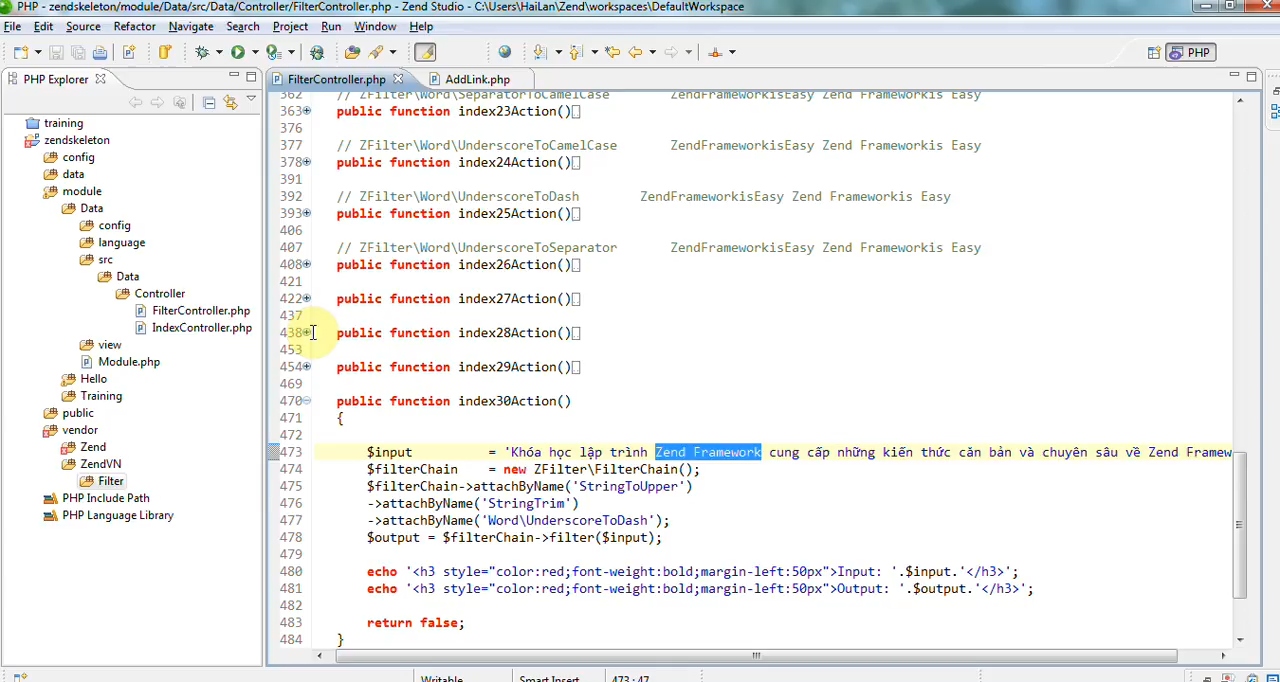 PHP - zendskeleton/module/Data/src/Data/Controller/FilterController.php - Zend Studio - C:\Users\HaiLan\Zend\workspaces\DefaultWorkspace
File Edit Source Refactor Navigate Search Project Run Window Help
PHP
PHP Explorer
FilterController.php
AddLink.php
training
zendskeleton
config
data
module
Data
config
language
src
Data
Controller
FilterController.php
IndexController.php
view
Module.php
Hello
Training
public
vendor
Zend
ZendVN
Filter
PHP Include Path
PHP Language Library
362 // ZFilter\Word\SeparatorToCamelCase ZendFrameworkisEasy Zend Frameworkis Easy
363 public function index23Action()
376
377 // ZFilter\Word\UnderscoreToCamelCase ZendFrameworkisEasy Zend Frameworkis Easy
378 public function index24Action()
391
392 // ZFilter\Word\UnderscoreToDash ZendFrameworkisEasy Zend Frameworkis Easy
393 public function index25Action()
406
407 // ZFilter\Word\UnderscoreToSeparator ZendFrameworkisEasy Zend Frameworkis Easy
408 public function index26Action()
421
422 public function index27Action()
437
438 public function index28Action()
453
454 public function index29Action()
469
470 public function index30Action()
471 {
472
473 $input = 'Khóa học lập trình Zend Framework cung cấp những kiến thức căn bản và chuyên sâu về Zend Framew
474 $filterChain = new ZFilter\FilterChain();
475 $filterChain->attachByName('StringToUpper')
476 ->attachByName('StringTrim')
477 ->attachByName('Word\UnderscoreToDash');
478 $output = $filterChain->filter($input);
479
480 echo '<h3 style="color:red;font-weight:bold;margin-left:50px">Input: '.$input.'</h3>';
481 echo '<h3 style="color:red;font-weight:bold;margin-left:50px">Output: '.$output.'</h3>';
482
483 return false;
484 }
Writable Smart Insert 473 : 47